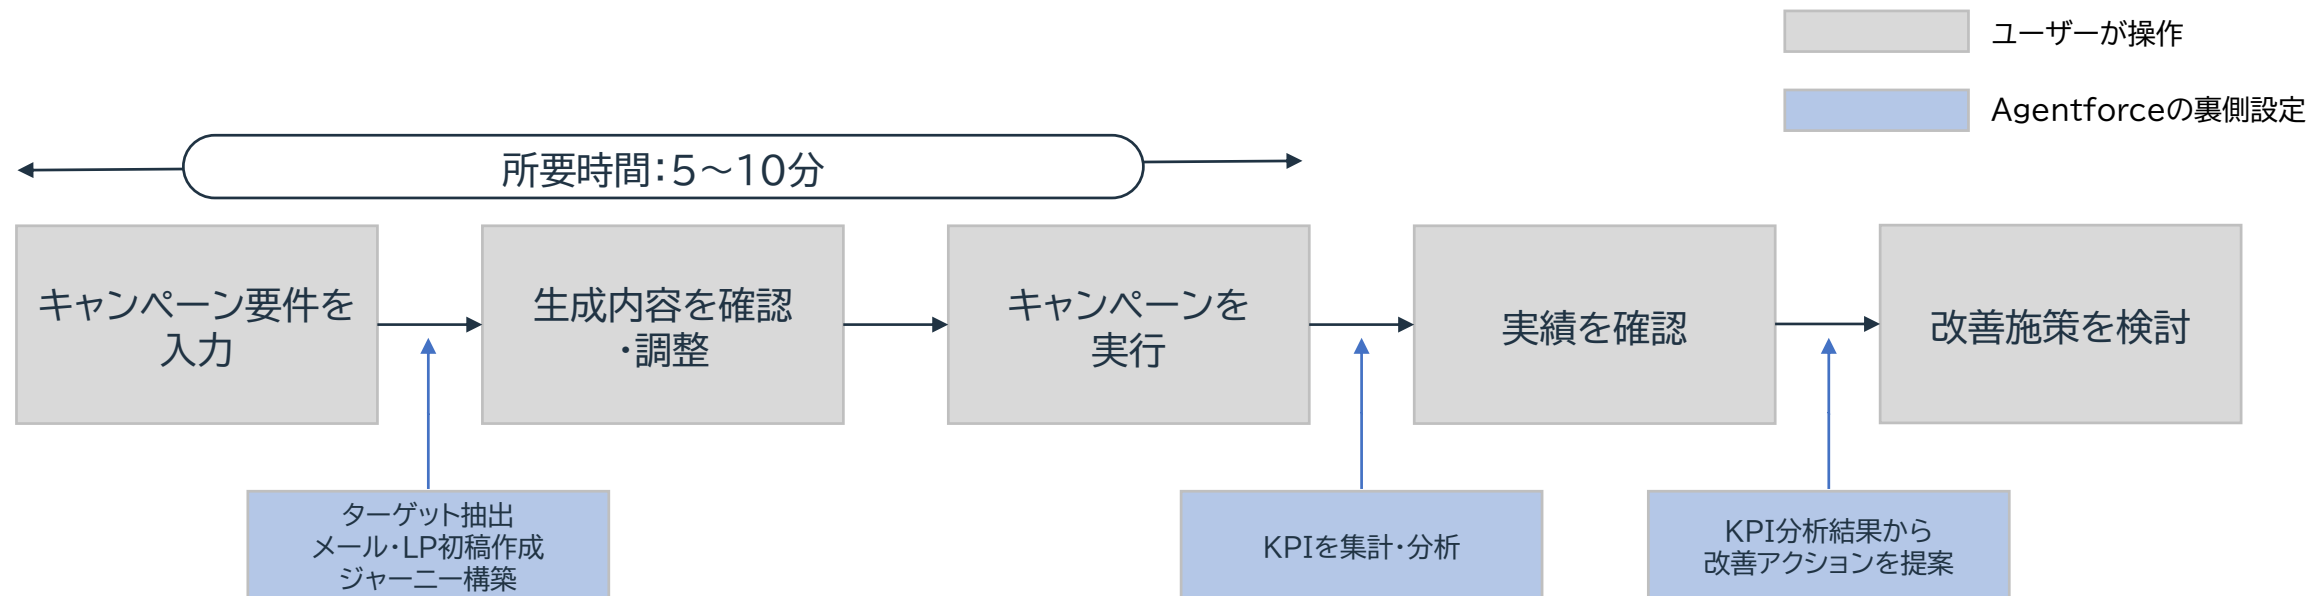 ユーザーが操作
Agentforceの裏側設定
所要時間：5～10分
キャンペーン要件を
入力
生成内容を確認
・調整
キャンペーンを
実行
実績を確認
改善施策を検討
ターゲット抽出
メール・LP初稿作成
ジャーニー構築
KPIを集計・分析
KPI分析結果から
改善アクションを提案